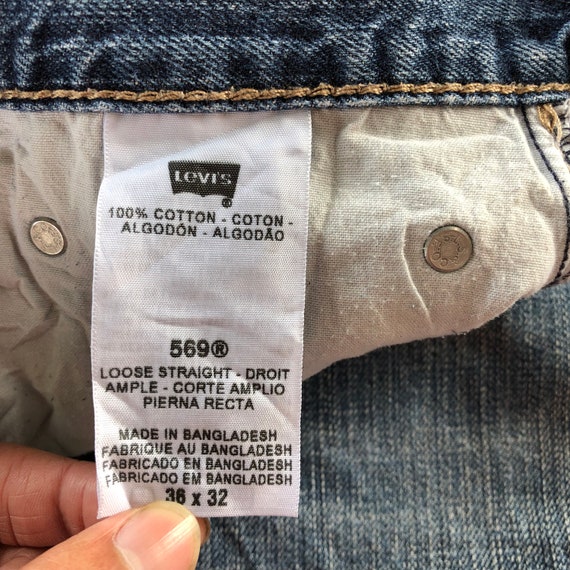 Levi's
®
100% COTTON - COTON -
ALGODÓN - ALGODÃO
569®
LOOSE STRAIGHT - DROIT
AMPLE - CORTE AMPLIO
PIERNA RECTA
MADE IN BANGLADESH
FABRIQUE AU BANGLADESH
FABRICADO EN BANGLADESH
FABRICADO EM BANGLADESH
36 x 32